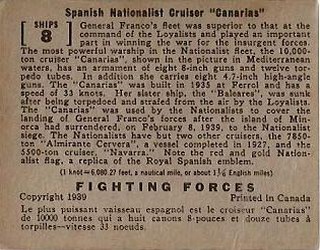 Spanish Nationalist Cruiser "Canarias"
SHIPS
8
General Franco's fleet was superior to that at the
command of the Loyalists and played an important
part in winning the war for the insurgent forces.
The most powerful warship in the Nationalist fleet, the 10,000-
ton cruiser "Canarias", shown in the picture in Mediterranean
waters, has an armament of eight 8-inch guns and twelve tor-
pedo tubes. In addition she carries eight 4.7-inch high-angle
guns. The "Canarias" was built in 1935 at Ferrol and has a
speed of 33 knots. Her sister ship, the "Baleares", was sunk
after being torpedoed and strafed from the air by the Loyalists.
The "Canarias" was used by the Nationalists to cover the
landing of General Franco's forces after the island of Min-
orca had surrendered, on February 8, 1939, to the Nationalist
siege. The Nationalists have but two other cruisers, the 7850-
ton "Almirante Cervera", a vessel completed in 1927, and the
5500-ton cruiser, "Navarra". Note the red and gold Nation-
alist flag, a replica of the Royal Spanish emblem.
(1 knot=6,080.27 feet, a nautical mile, or about 1 1/6 English miles)
FIGHTING FORCES
Copyright 1939 Printed in Canada
Le plus puissant vaisseau espagnol est le croiseur "Canarias"
10000 tonnes qui a huit canons 8-pouces et douze tubes à
torpilles—vitesse 33 noeuds.